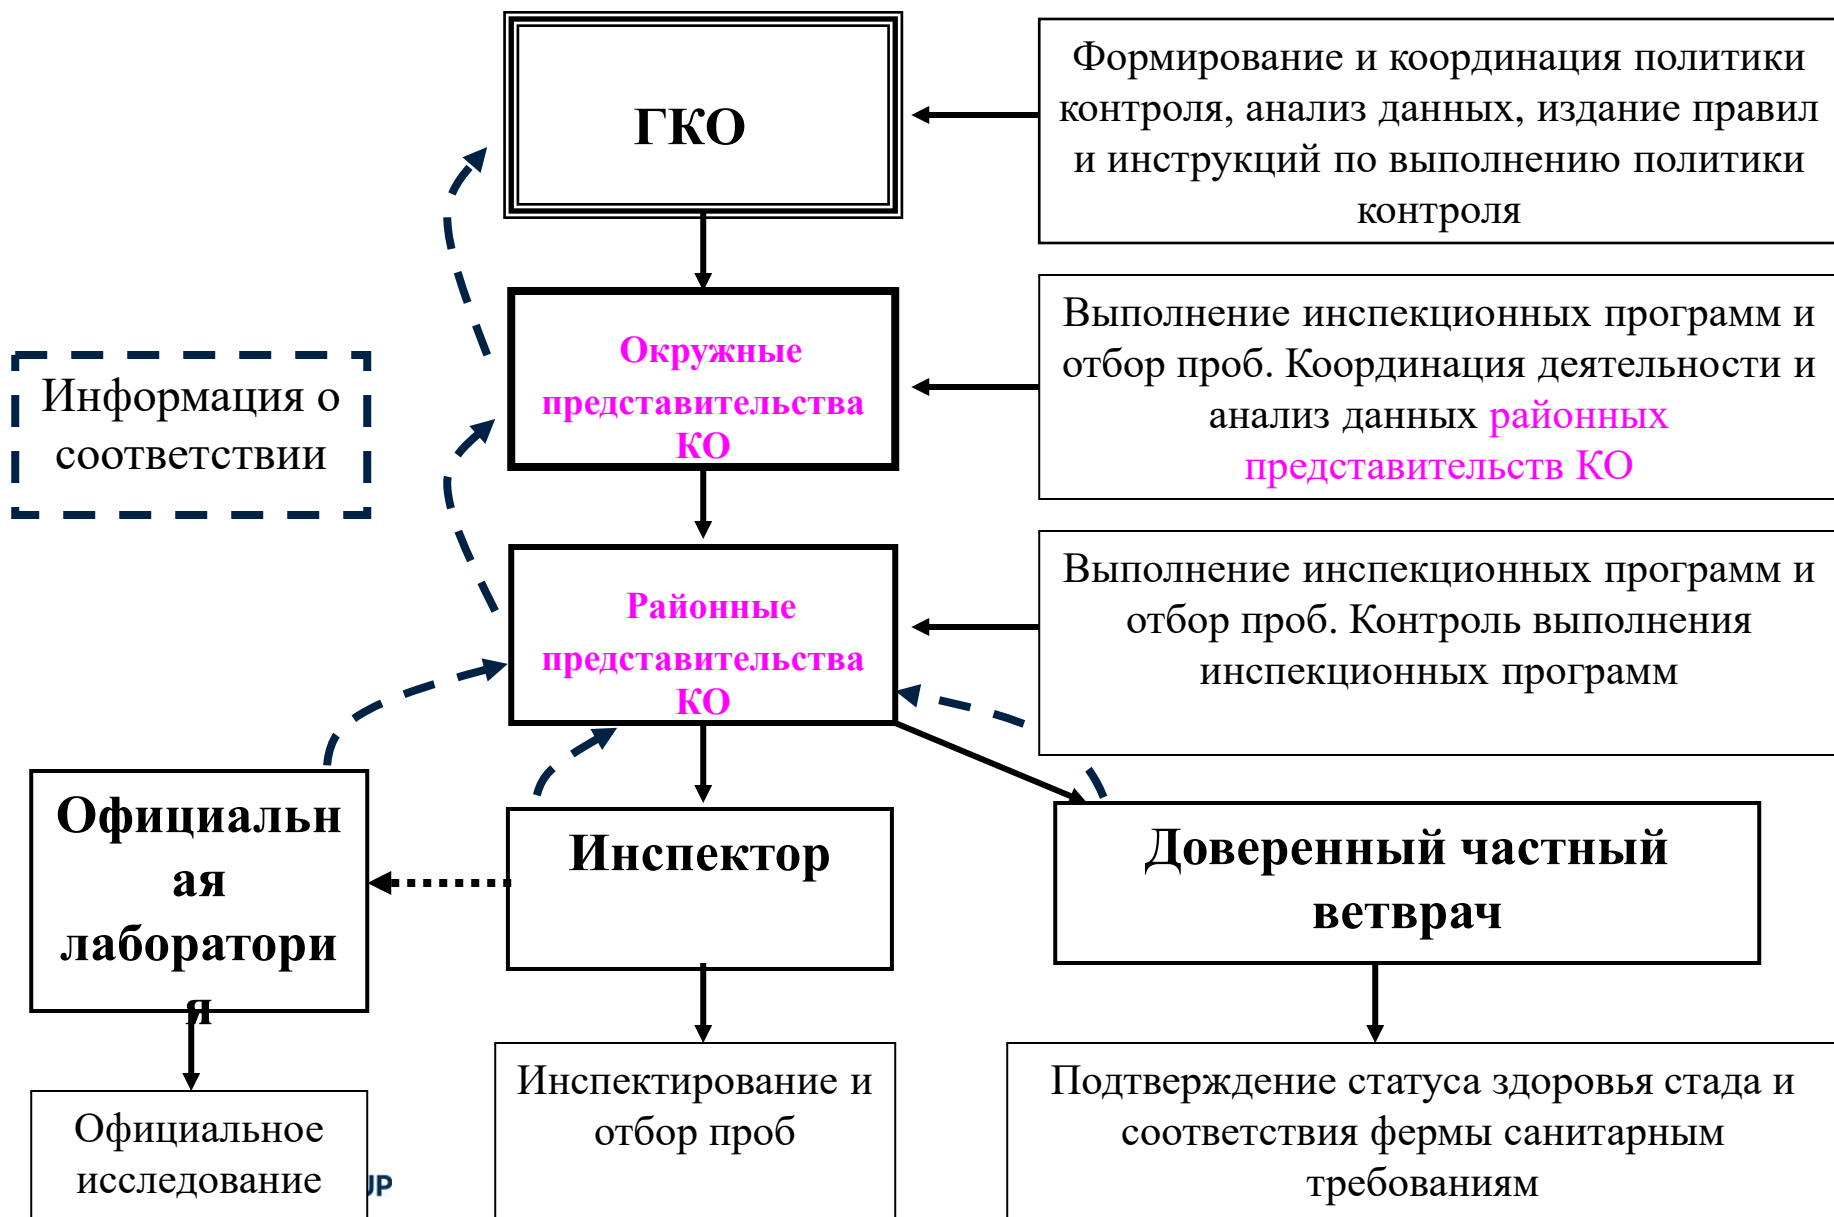 ГКО
Формирование и координация политики
контроля, анализ данных, издание правил
и инструкций по выполнению политики
контроля
Окружные
представительства
КО
Выполнение инспекционных программ и
отбор проб. Координация деятельности и
анализ данных районных
представительств КО
Информация о
соответствии
Районные
представительства
КО
Выполнение инспекционных программ и
отбор проб. Контроль выполнения
инспекционных программ
Официальн
ая
лаборатори
я
Инспектор
Доверенный частный
ветврач
Официальное
исследование
Инспектирование и
отбор проб
Подтверждение статуса здоровья стада и
соответствия фермы санитарным
требованиям